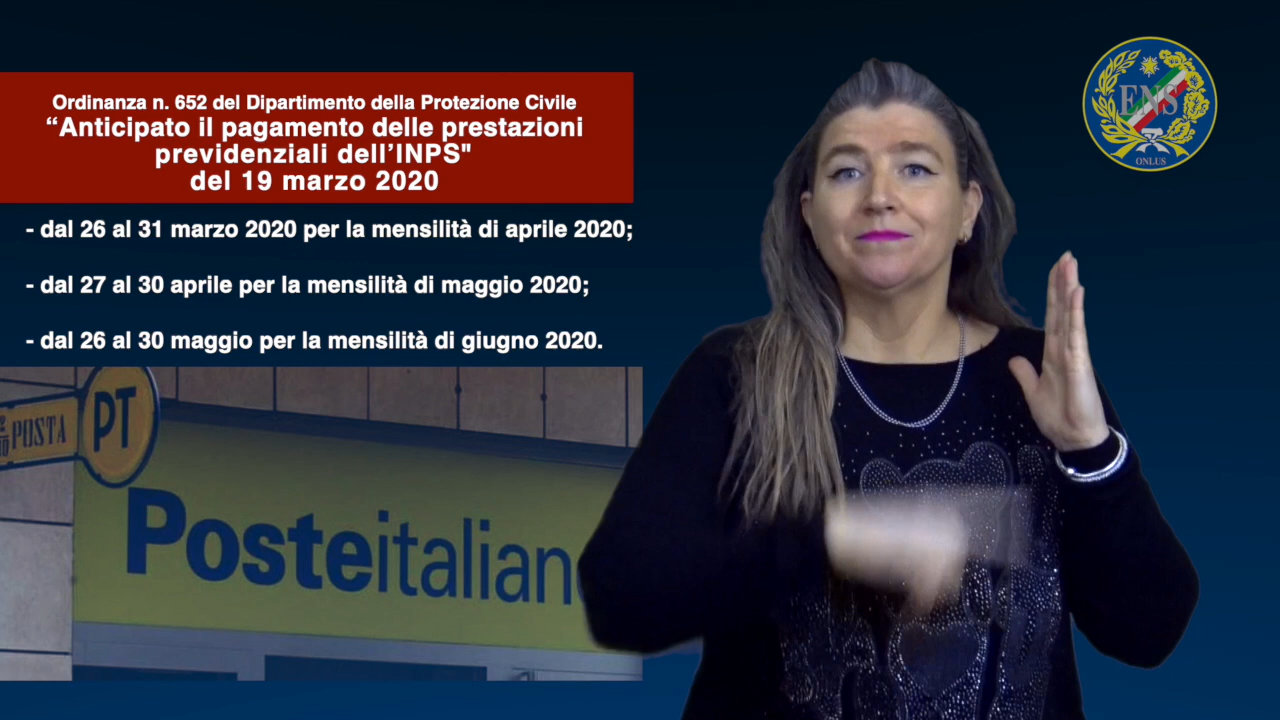 Ordinanza n. 652 del Dipartimento della Protezione Civile
“Anticipato il pagamento delle prestazioni
previdenziali dell’INPS"
del 19 marzo 2020
- dal 26 al 31 marzo 2020 per la mensilità di aprile 2020;
- dal 27 al 30 aprile per la mensilità di maggio 2020;
- dal 26 al 30 maggio per la mensilità di giugno 2020.
ENS
ONLUS
POSTA
PT
Posteitalian